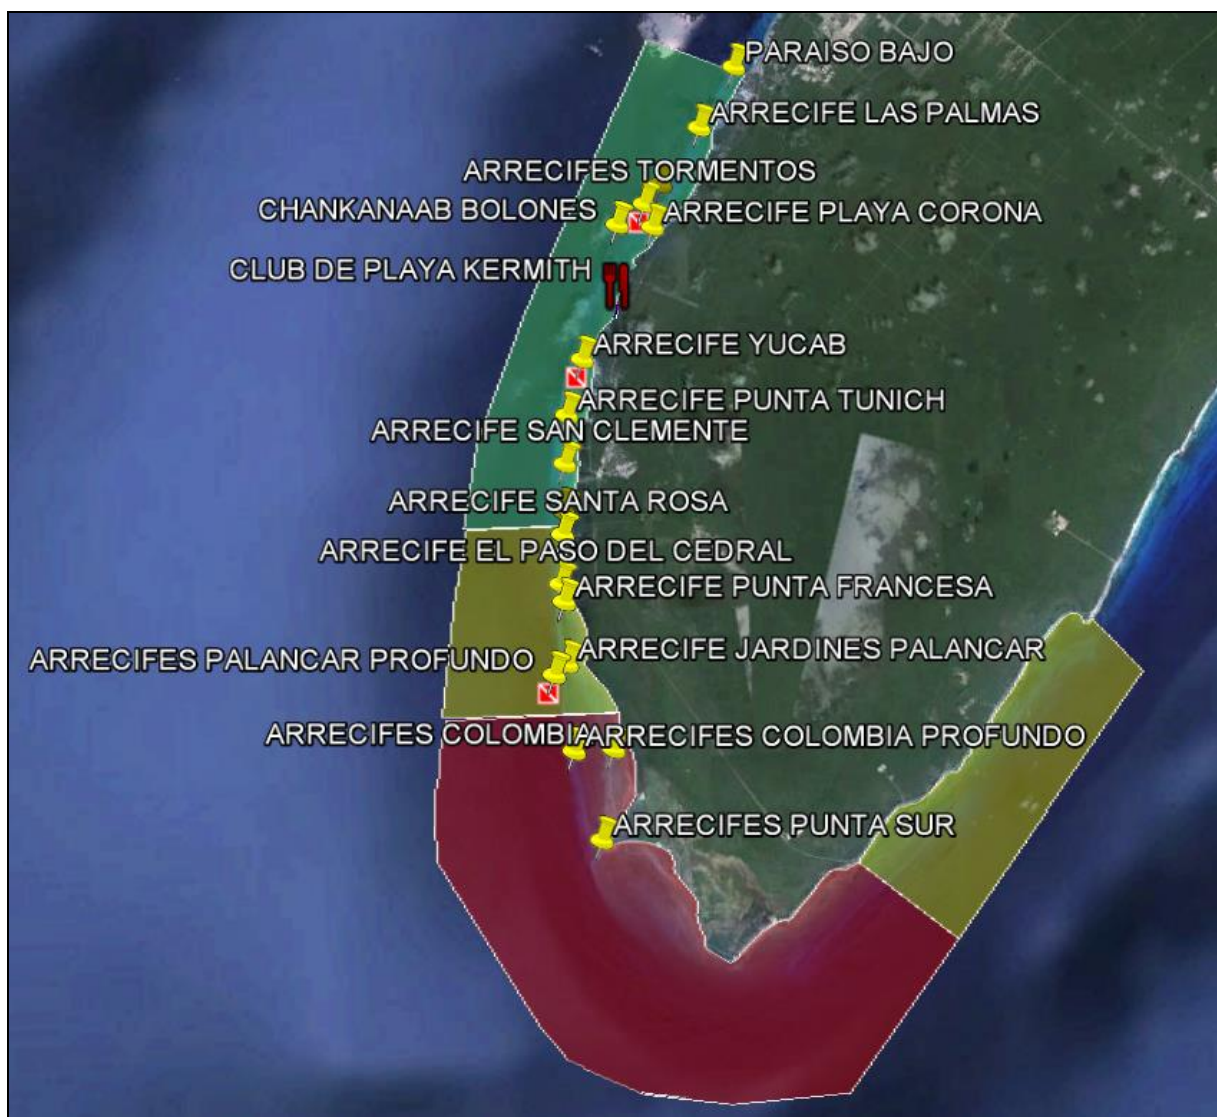 PARAISO BAJO
ARRECIFE LAS PALMAS
ARRECIFES TORMENTOS
CHANKANAAB BOLONES
ARRECIFE PLAYA CORONA
CLUB DE PLAYA KERMITH
ARRECIFE YUCAB
ARRECIFE PUNTA TUNICH
ARRECIFE SAN CLEMENTE
ARRECIFE SANTA ROSA
ARRECIFE EL PASO DEL CEDRAL
ARRECIFE PUNTA FRANCESA
ARRECIFE JARDINES PALANCAR
ARRECIFES PALANCAR PROFUNDO
ARRECIFES COLOMBIA
ARRECIFES COLOMBIA PROFUNDO
ARRECIFES PUNTA SUR